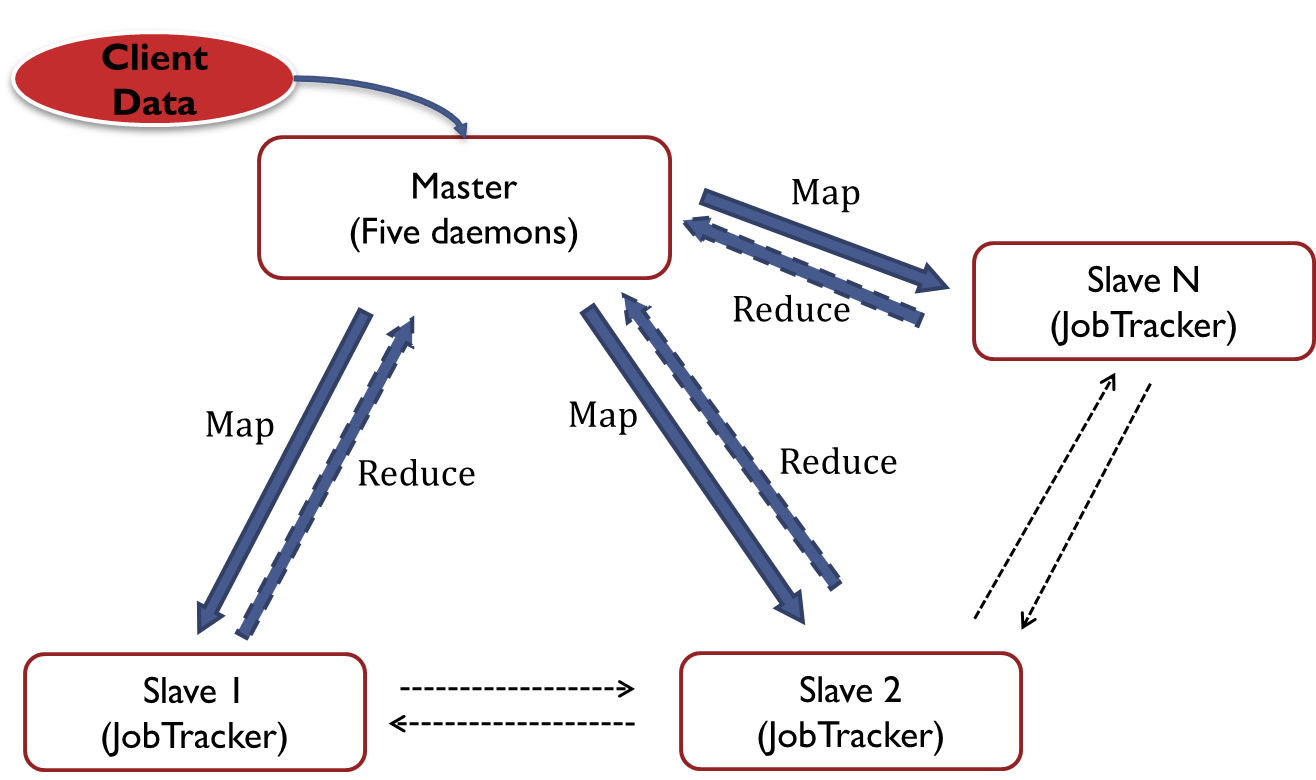 Client
Data
Master
(Five daemons)
Map
Reduce
Slave N
(JobTracker)
Map
Reduce
Map
Reduce
Slave 1
(JobTracker)
Slave 2
(JobTracker)